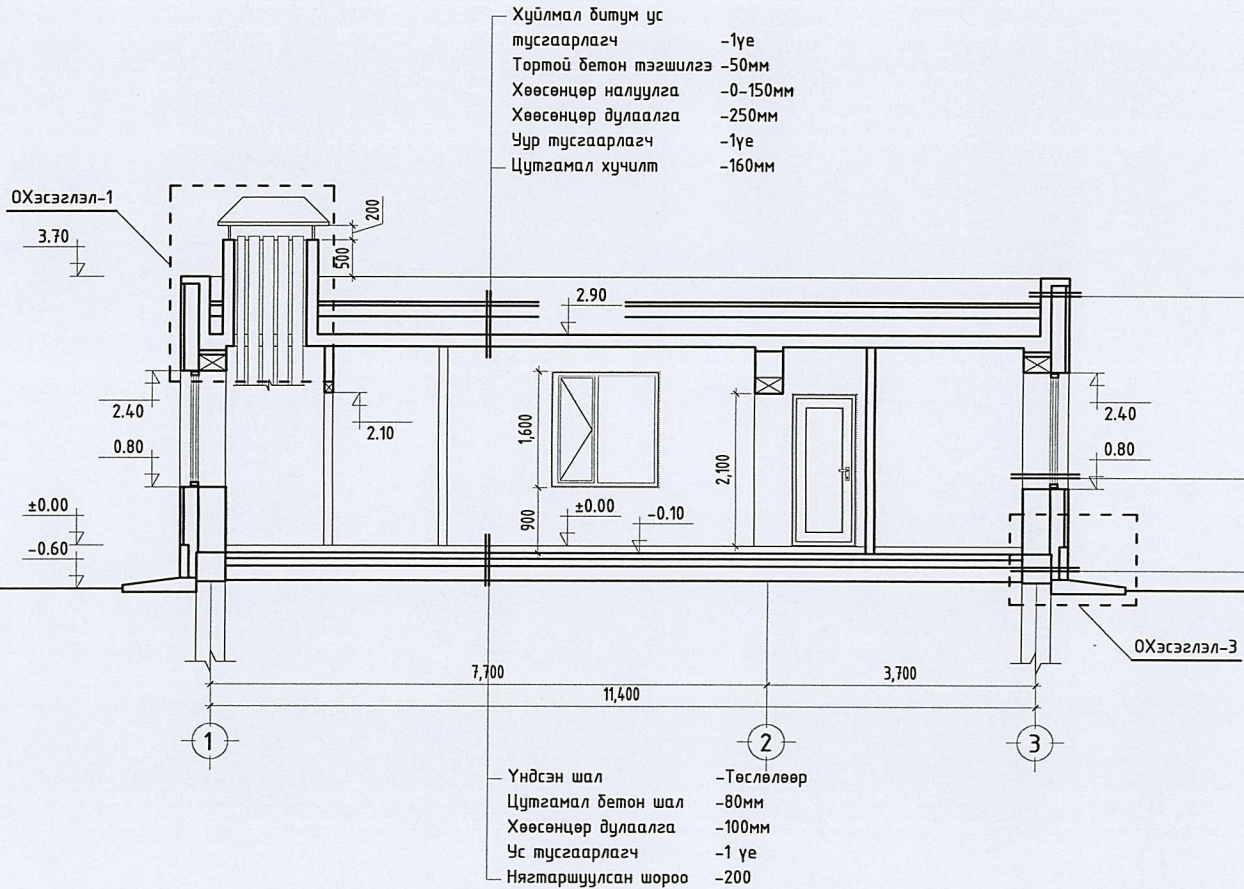 Хуйлмал битум ус
тусгаарлагч -1үе
Тортой бетон тэгшилгээ -50мм
Хөөсөнцөр налуулга -0-150мм
Хөөсөнцөр дулаалга -250мм
Уур тусгаарлагч -1үе
Цутгамал хучилт -160мм
ОХэсэглэл-1
3.70
200
500
2.90
2.40
2.10
0.80
±0.00
-0.60
1,600
900
±0.00
-0.10
2,100
2.40
0.80
ОХэсэглэл-3
7,700
3,700
11,400
1
2
3
Үндсэн шал -Төслөлөөр
Цутгамал бетон шал -80мм
Хөөсөнцөр дулаалга -100мм
Ус тусгаарлагч -1 үе
Нягтаршуулсан шороо -200